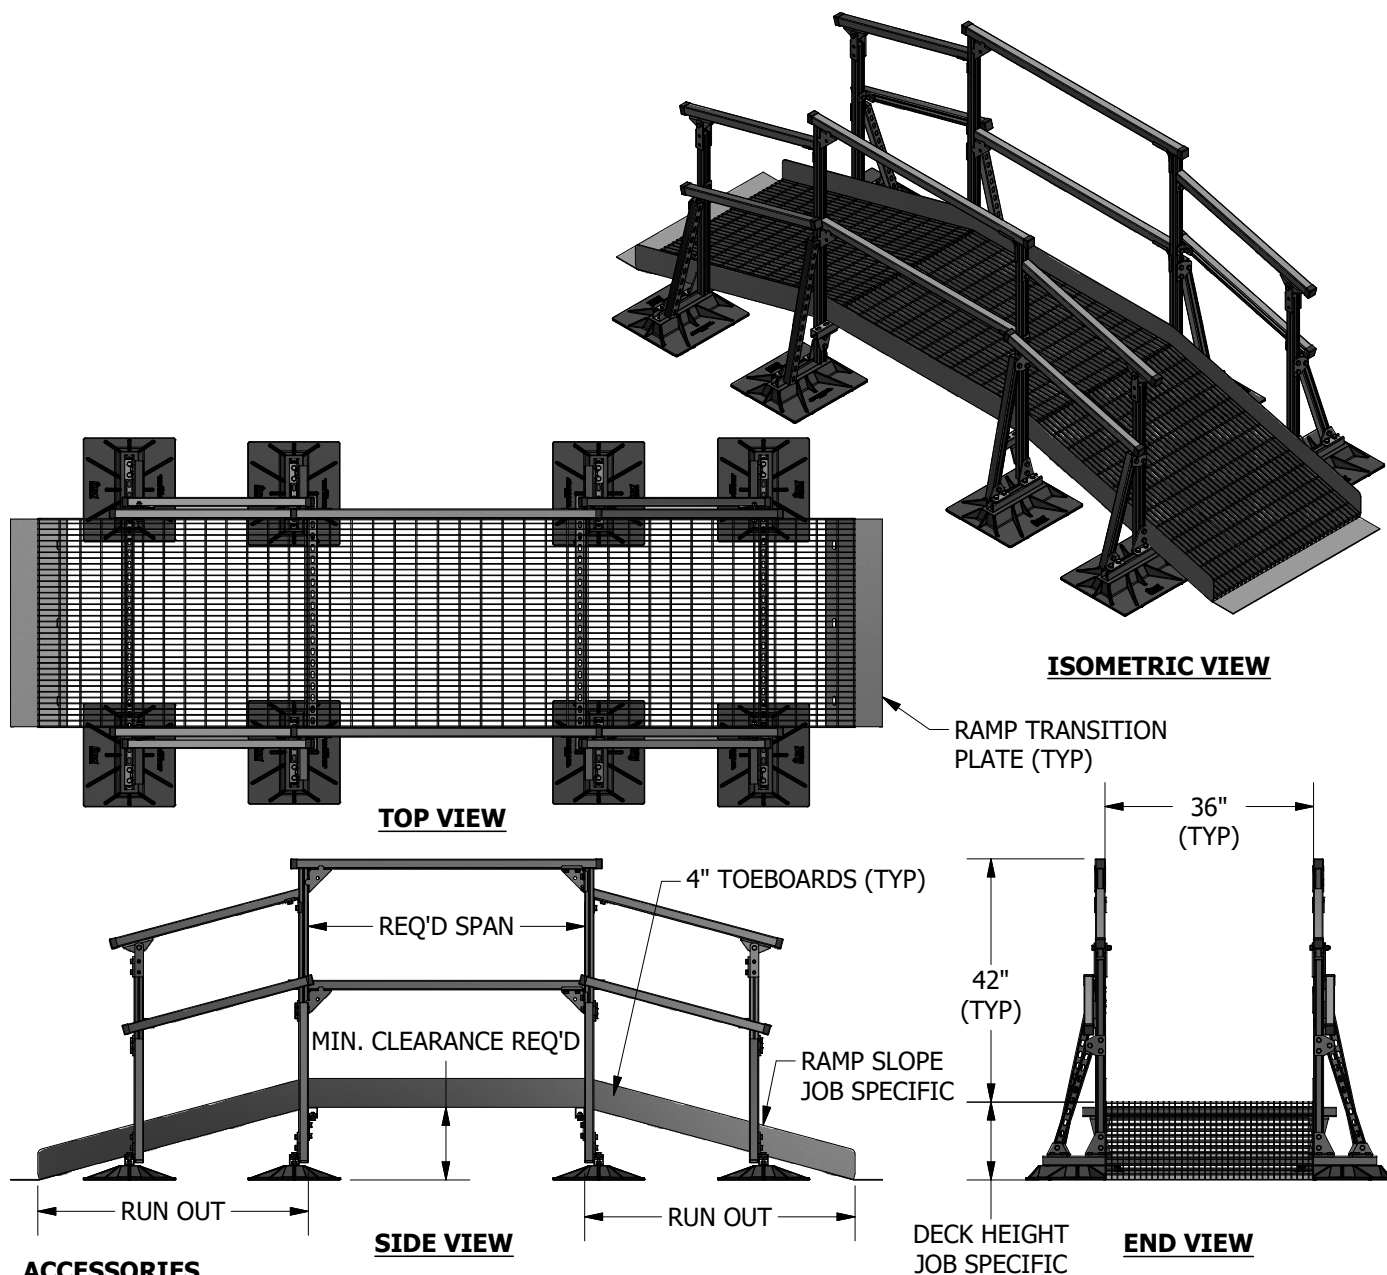 ISOMETRIC VIEW
RAMP TRANSITION
PLATE (TYP)
TOP VIEW
36"
(TYP)
4" TOEBOARDS (TYP)
REQ'D SPAN
42"
(TYP)
MIN. CLEARANCE REQ'D
RAMP SLOPE
JOB SPECIFIC
RUN OUT
RUN OUT
SIDE VIEW
DECK HEIGHT
JOB SPECIFIC
END VIEW
ACCESSORIES